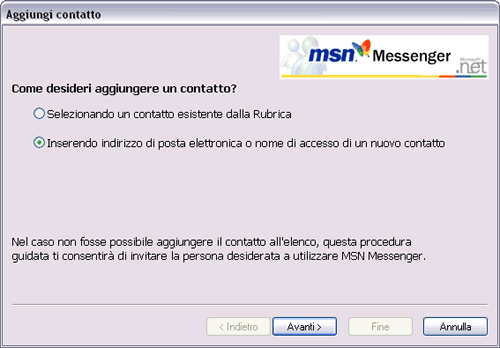 Aggiungi contatto
msn Messenger
Microsoft
.net
Come desideri aggiungere un contatto?
Selezionando un contatto esistente dalla Rubrica
Inserendo indirizzo di posta elettronica o nome di accesso di un nuovo contatto
Nel caso non fosse possibile aggiungere il contatto all'elenco, questa procedura
guidata ti consentirà di invitare la persona desiderata a utilizzare MSN Messenger.
< Indietro
Avanti >
Fine
Annulla